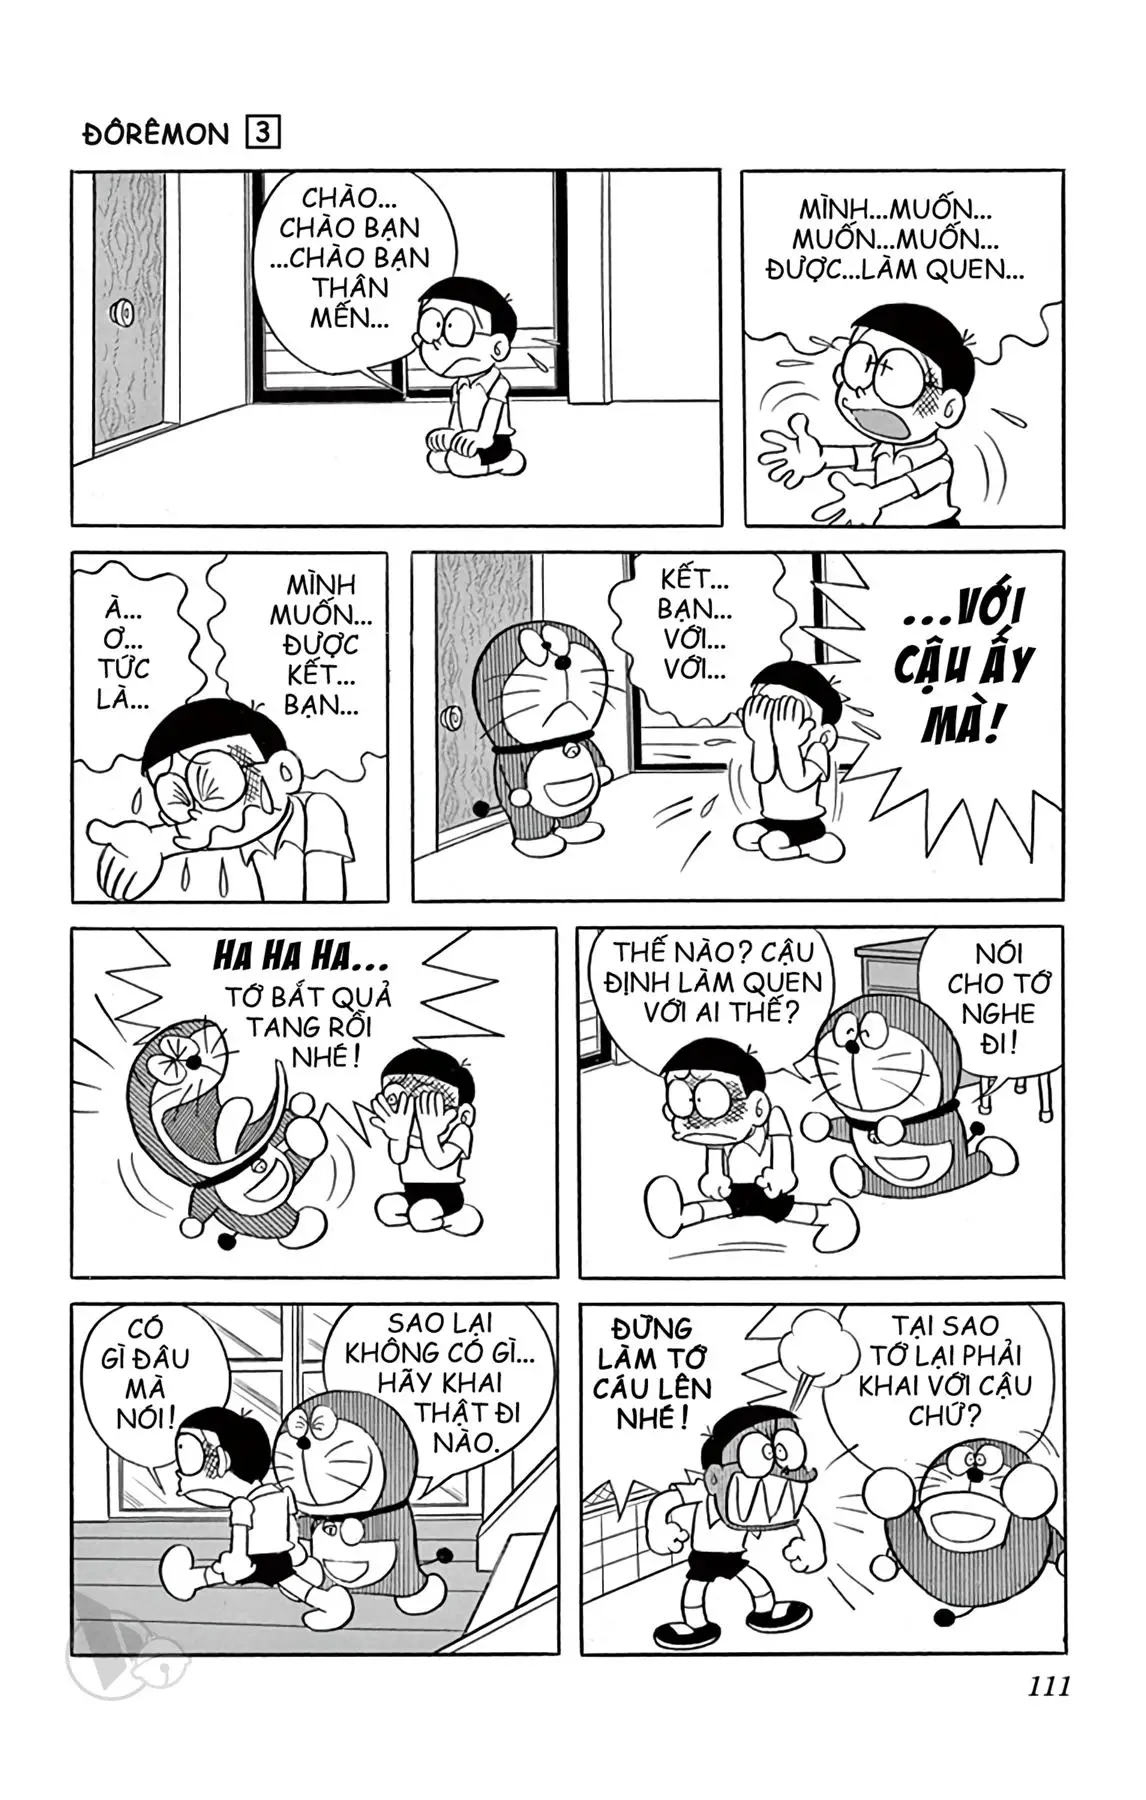 ĐÔRÊMON 3
CHÀO...
CHÀO BẠN
...CHÀO BẠN
THÂN
MẾN...
MÌNH...MUỐN...
MUỐN...MUỐN...
ĐƯỢC...LÀM QUEN...
À...
Ơ...
TỨC
LÀ...
MÌNH
MUỐN...
ĐƯỢC
KẾT...
BẠN...
KẾT...
BẠN...
VỚI...
VỚI...
...VỚI
CẬU ẤY
MÀ!
HA HA HA...
TỚ BẮT QUẢ
TANG RỒI
NHÉ!
THẾ NÀO? CẬU
ĐỊNH LÀM QUEN
VỚI AI THẾ?
NÓI
CHO TỚ
NGHE
ĐI!
CÓ
GÌ ĐÂU
MÀ
NÓI!
SAO LẠI
KHÔNG CÓ GÌ...
HÃY KHAI
THẬT ĐI
NÀO.
ĐỪNG
LÀM TỚ
CÁU LÊN
NHÉ!
TẠI SAO
TỚ LẠI PHẢI
KHAI VỚI CẬU
CHỨ?
111